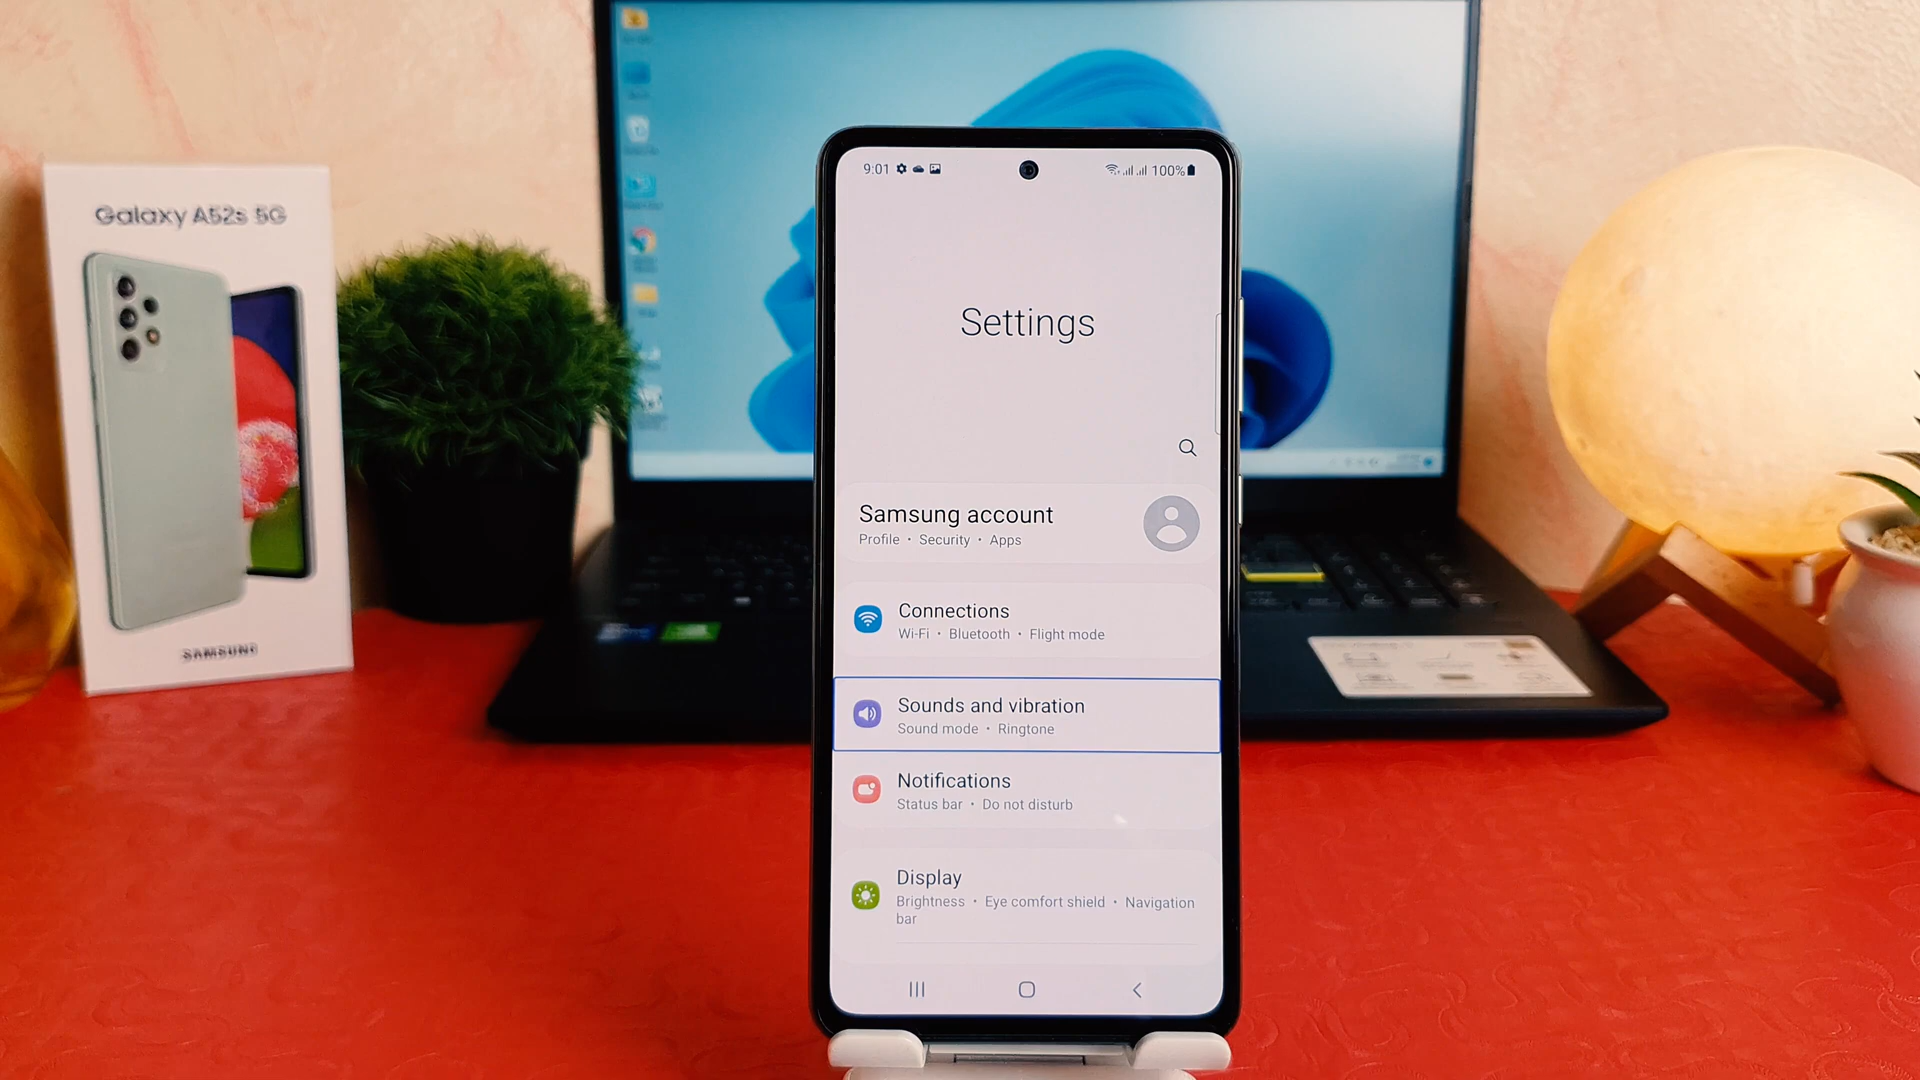 Galaxy A52s 5G
SAMSUNG
9:01
100%
Settings
Samsung account
Profile • Security • Apps
Connections
Wi-Fi • Bluetooth • Flight mode
Sounds and vibration
Sound mode • Ringtone
Notifications
Status bar • Do not disturb
Display
Brightness • Eye comfort shield • Navigation
bar